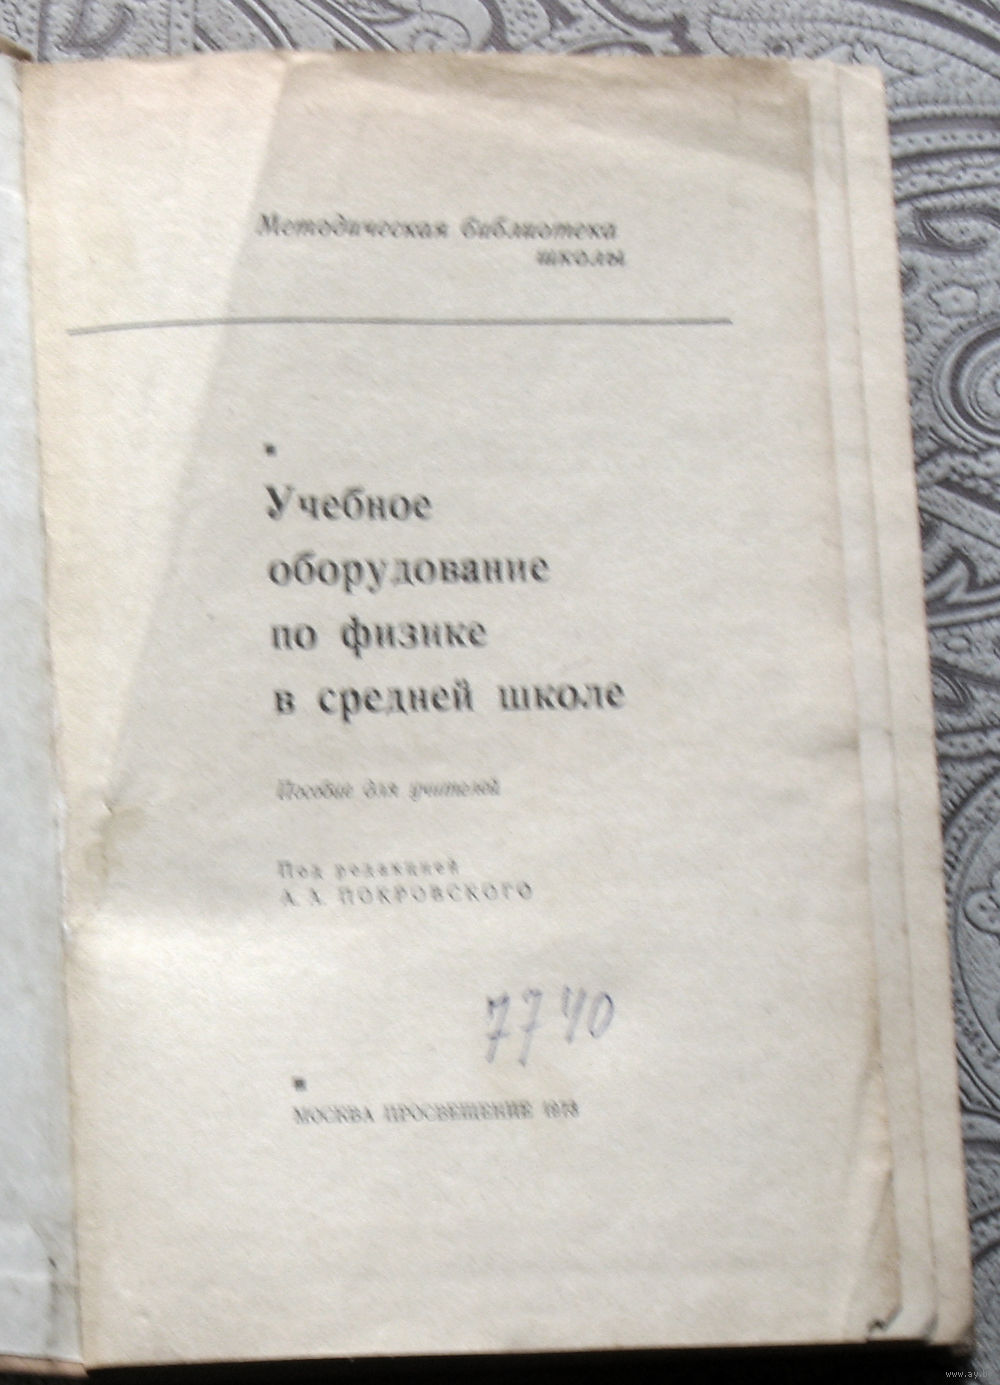 Методическая библиотека
школы
Учебное
оборудование
по физике
в средней школе
Пособие для учителей
Под редакцией
А. А. ПОКРОВСКОГО
7740
МОСКВА ПРОСВЕЩЕНИЕ 1973